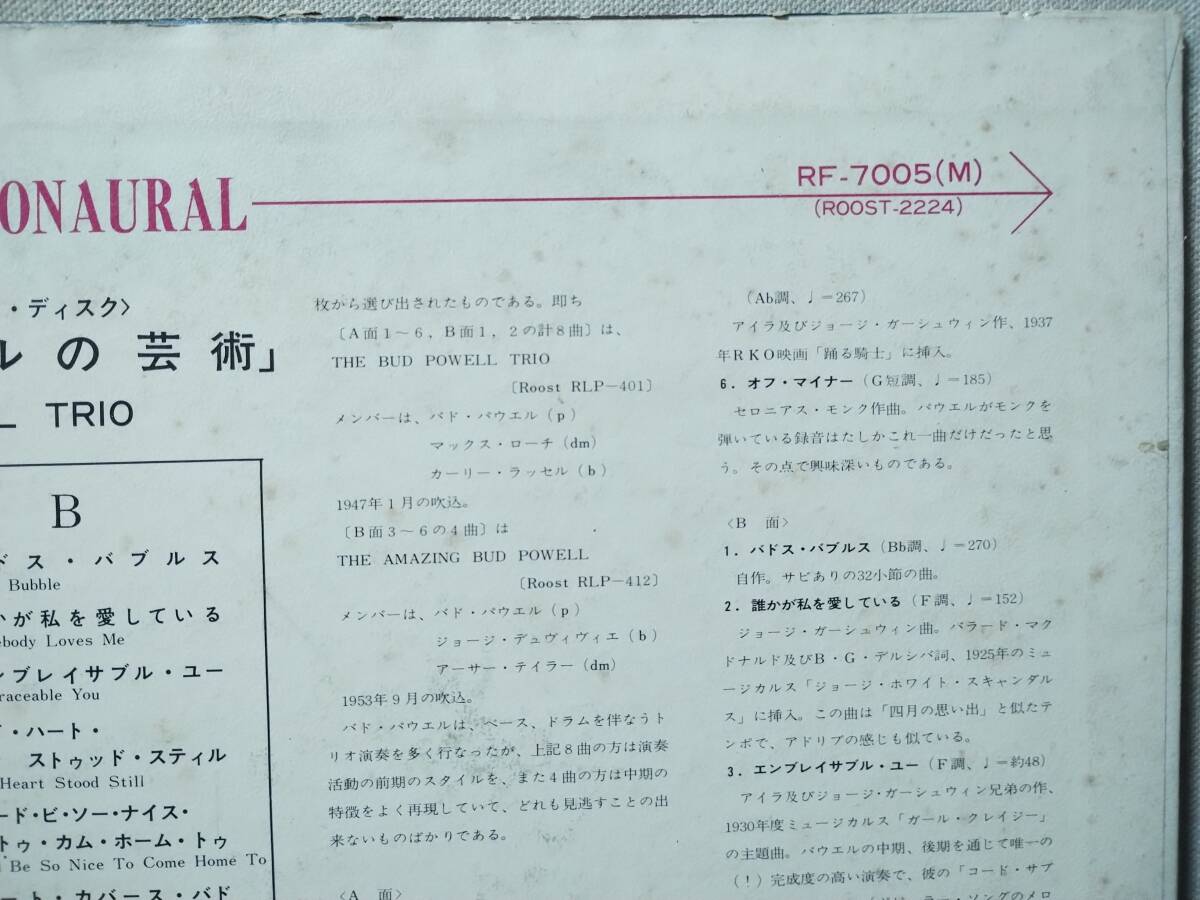 ONAURAL
RF-7005(M)
(ROOST-2224)
・ディスク〉
ルの芸術」
TRIO
B
ドス・バブルス
Bubble
が私を愛している
ebody Loves Me
ンブレイサブル・ユー
raceable You
・ハート・
ストゥッド・スティル
Heart Stood Still
ード・ビ・ソー・ナイス・
トゥ・カム・ホーム・トゥ
Be So Nice To Come Home To
ート・カバース・バド
枚から選び出されたものである。即ち
〔A面1〜6，B面1，2の計8曲〕は、
THE BUD POWELL TRIO
〔Roost RLP-401〕
メンバーは、バド・パウエル（p）
マックス・ローチ（dm）
カーリー・ラッセル（b）
1947年1月の吹込。
〔B面3〜6の4曲〕は
THE AMAZING BUD POWELL
〔Roost RLP-412〕
メンバーは、バド・パウエル（p）
ジョージ・デュヴィヴィエ（b）
アーサー・テイラー（dm）
1953年9月の吹込。
バド・パウエルは、ベース、ドラムを伴なうト
リオ演奏を多く行なったが、上記8曲の方は演奏
活動の前期のスタイルを、また4曲の方は中期の
特徴をよく再現していて、どれも見逃すことの出
来ないものばかりである。
〈A　面〉
（Ab調、♩=267）
アイラ及びジョージ・ガーシュウィン作、1937
年RKO映画「踊る騎士」に挿入。
6．オフ・マイナー（G短調、♩=185）
セロニアス・モンク作曲。パウエルがモンクを
弾いている録音はたしかこれ一曲だけだったと思
う。その点で興味深いものである。
〈B　面〉
1．バドス・バブルス（Bb調、♩=270）
自作。サビありの32小節の曲。
2．誰かが私を愛している（F調、♩=152）
ジョージ・ガーシュウィン曲。バラード・マク
ドナルド及びB・G・デルシバ詞、1925年のミュ
ージカルス「ジョージ・ホワイト・スキャンダル
ス」に挿入。この曲は「四月の思い出」と似たテ
ンポで、アドリブの感じも似ている。
3．エンブレイサブル・ユー（F調、♩=約48）
アイラ及びジョージ・ガーシュウィン兄弟の作、
1930年度ミュージカルス「ガール・クレイジー」
の主題曲。パウエルの中期、後期を通じて唯一の
（！）完成度の高い演奏で、彼の「コード・サブ